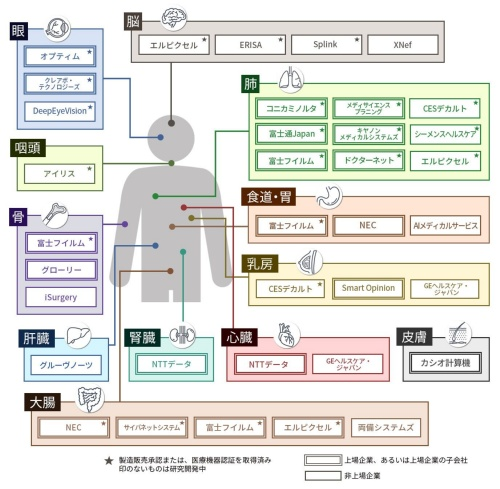 脳
エルピクセル★
ERISA★
Splink★
XNef
眼
オプティム★
クレアボ・
テクノロジーズ★
DeepEyeVision★
咽頭
アイリス★
肺
コニカミノルタ★
メディサイエンス
プラニング★
CESデカルト★
富士通Japan★
キヤノン
メディカルシステムズ★
シーメンスヘルスケア★
富士フイルム★
ドクターネット★
エルピクセル★
食道・胃
富士フイルム★
NEC
AIメディカルサービス
骨
富士フイルム★
グローリー
iSurgery
乳房
CESデカルト★
Smart Opinion
GEヘルスケア・
ジャパン
肝臓
グルーヴノーツ
腎臓
NTTデータ
心臓
NTTデータ
GEヘルスケア・
ジャパン
皮膚
カシオ計算機
大腸
NEC★
サイバネットシステム★
富士フイルム★
エルピクセル★
両備システムズ
★ 製造販売承認または、医療機器認証を取得済み
印のないものは研究開発中
上場企業、あるいは上場企業の子会社
非上場企業